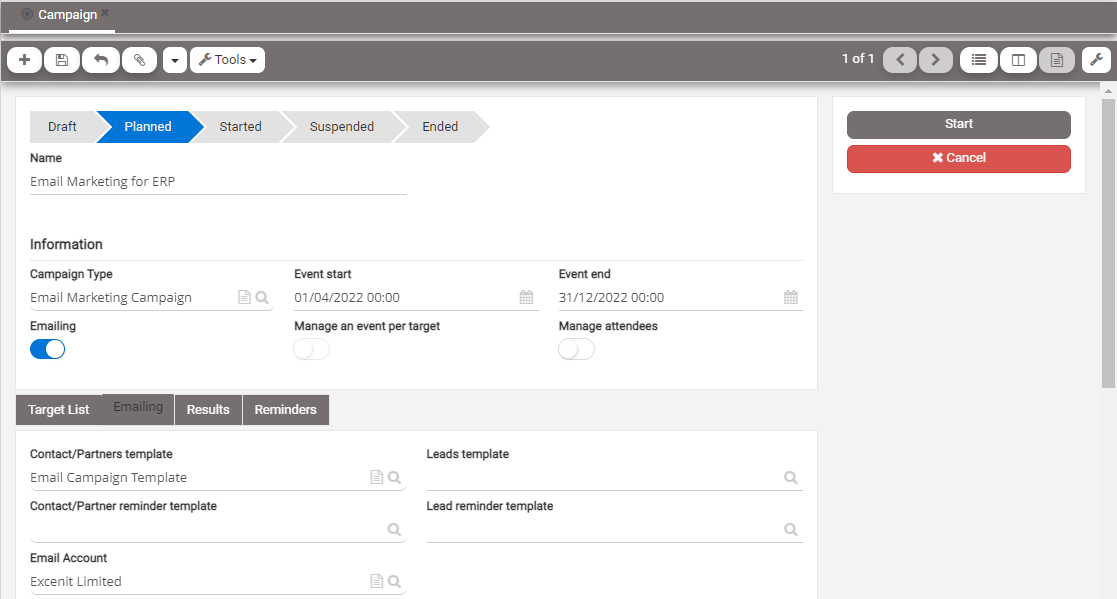 Campaign
Tools
1 of 1
Draft Planned Started Suspended Ended
Start
Cancel
Name
Email Marketing for ERP
Information
Campaign Type Event start Event end
Email Marketing Campaign 01/04/2022 00:00 31/12/2022 00:00
Emailing Manage an event per target Manage attendees
Target List Emailing Results Reminders
Contact/Partners template Leads template
Email Campaign Template
Contact/Partner reminder template Lead reminder template
Email Account
Excenit Limited